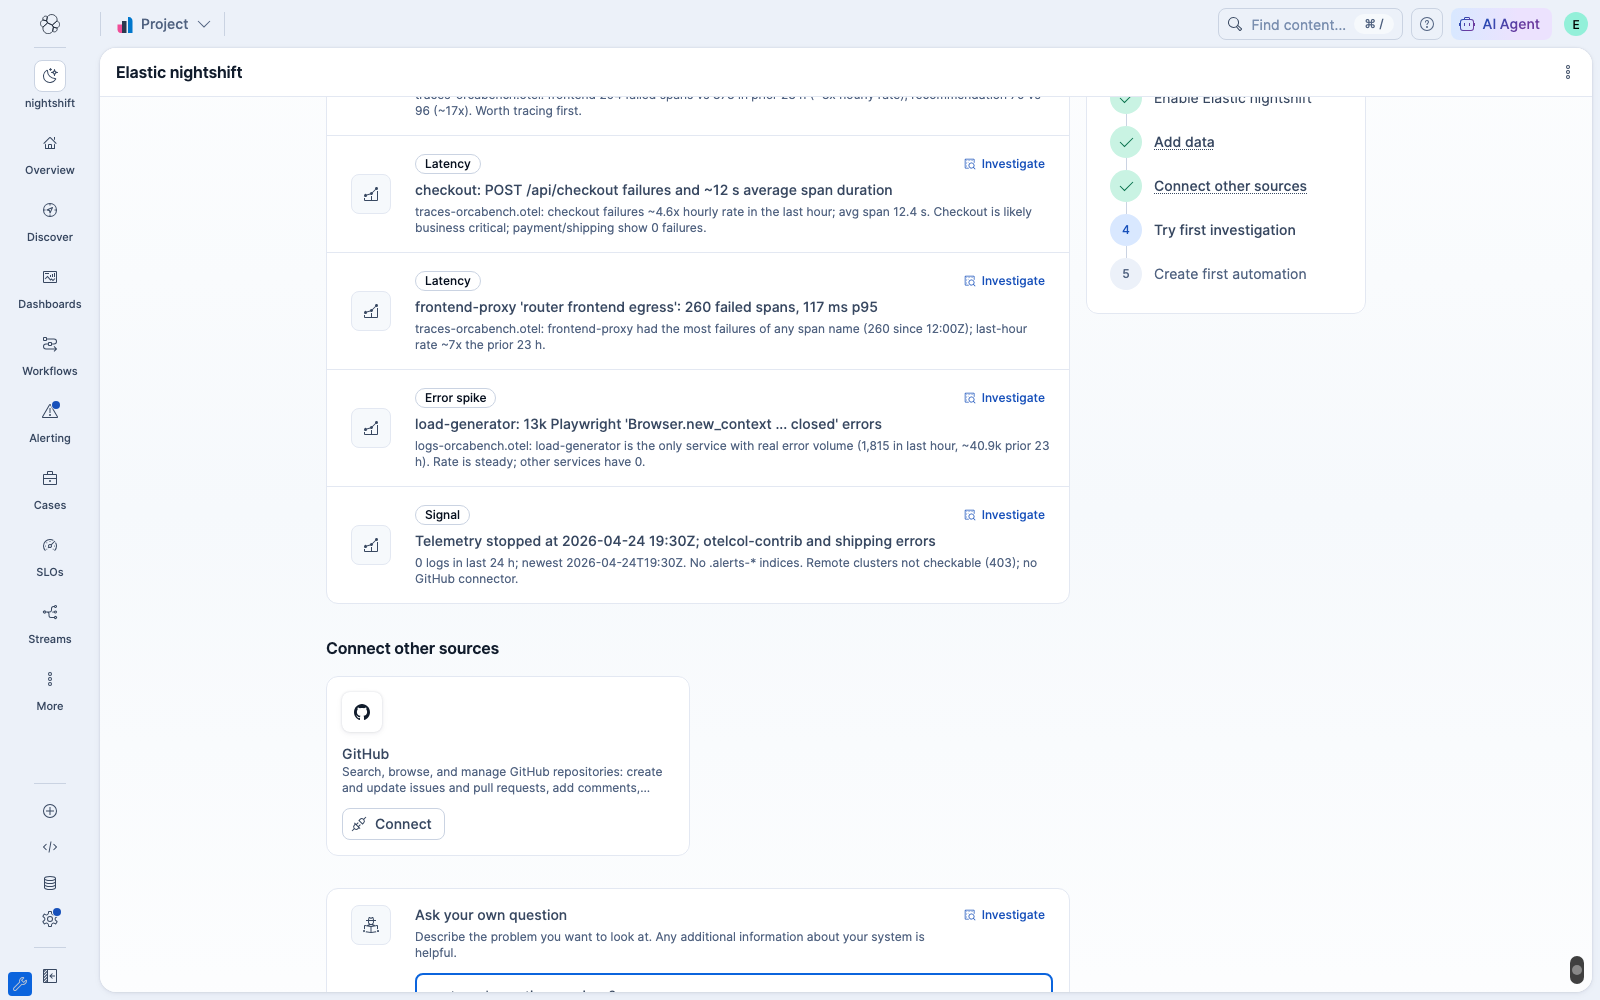 Project
Find content...
⌘ /
AI Agent
E
Elastic nightshift
nightshift
Overview
Discover
Dashboards
Workflows
Alerting
Cases
SLOs
Streams
More
96 (~17x). Worth tracing first.
Latency
Investigate
checkout: POST /api/checkout failures and ~12 s average span duration
traces-orcabench.otel: checkout failures ~4.6x hourly rate in the last hour; avg span 12.4 s. Checkout is likely
business critical; payment/shipping show 0 failures.
Latency
Investigate
frontend-proxy 'router frontend egress': 260 failed spans, 117 ms p95
traces-orcabench.otel: frontend-proxy had the most failures of any span name (260 since 12:00Z); last-hour
rate ~7x the prior 23 h.
Error spike
Investigate
load-generator: 13k Playwright 'Browser.new_context ... closed' errors
logs-orcabench.otel: load-generator is the only service with real error volume (1,815 in last hour, ~40.9k prior 23
h). Rate is steady; other services have 0.
Signal
Investigate
Telemetry stopped at 2026-04-24 19:30Z; otelcol-contrib and shipping errors
0 logs in last 24 h; newest 2026-04-24T19:30Z. No .alerts-* indices. Remote clusters not checkable (403); no
GitHub connector.
Enable Elastic nightshift
Add data
Connect other sources
4 Try first investigation
5 Create first automation
Connect other sources
GitHub
Search, browse, and manage GitHub repositories: create
and update issues and pull requests, add comments,...
Connect
Ask your own question
Investigate
Describe the problem you want to look at. Any additional information about your system is
helpful.